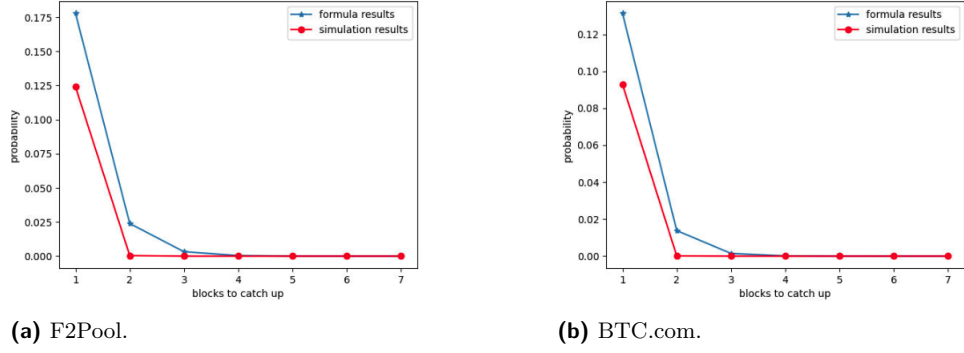 formula results
simulation results
0.175
0.150
0.125
0.100
0.075
0.050
0.025
0.000
probability
1 2 3 4 5 6 7
blocks to catch up
(a) F2Pool.
formula results
simulation results
0.12
0.10
0.08
0.06
0.04
0.02
0.00
probability
1 2 3 4 5 6 7
blocks to catch up
(b) BTC.com.